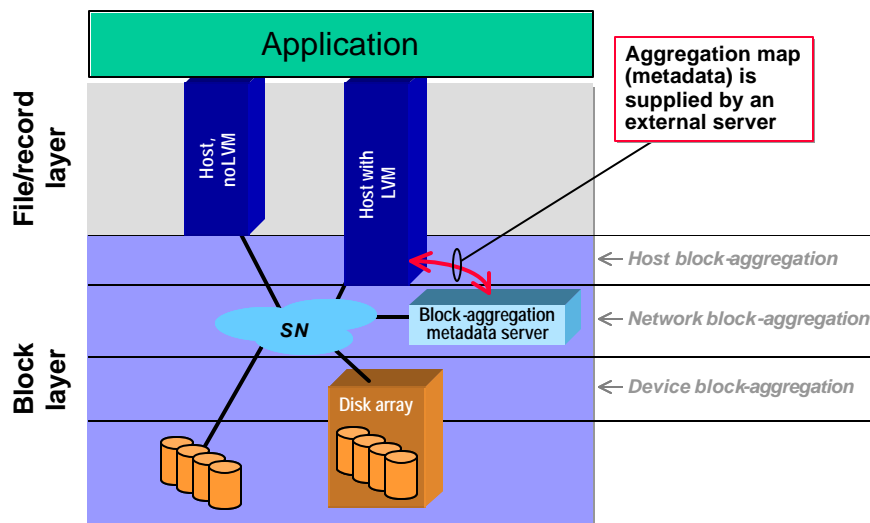 Application
Aggregation map
(metadata) is
supplied by an
external server
File/record
layer
Host,
noLVM
Host with
LVM
Host block-aggregation
Block-aggregation
metadata server
SN
Network block-aggregation
Block
layer
Device block-aggregation
Disk array